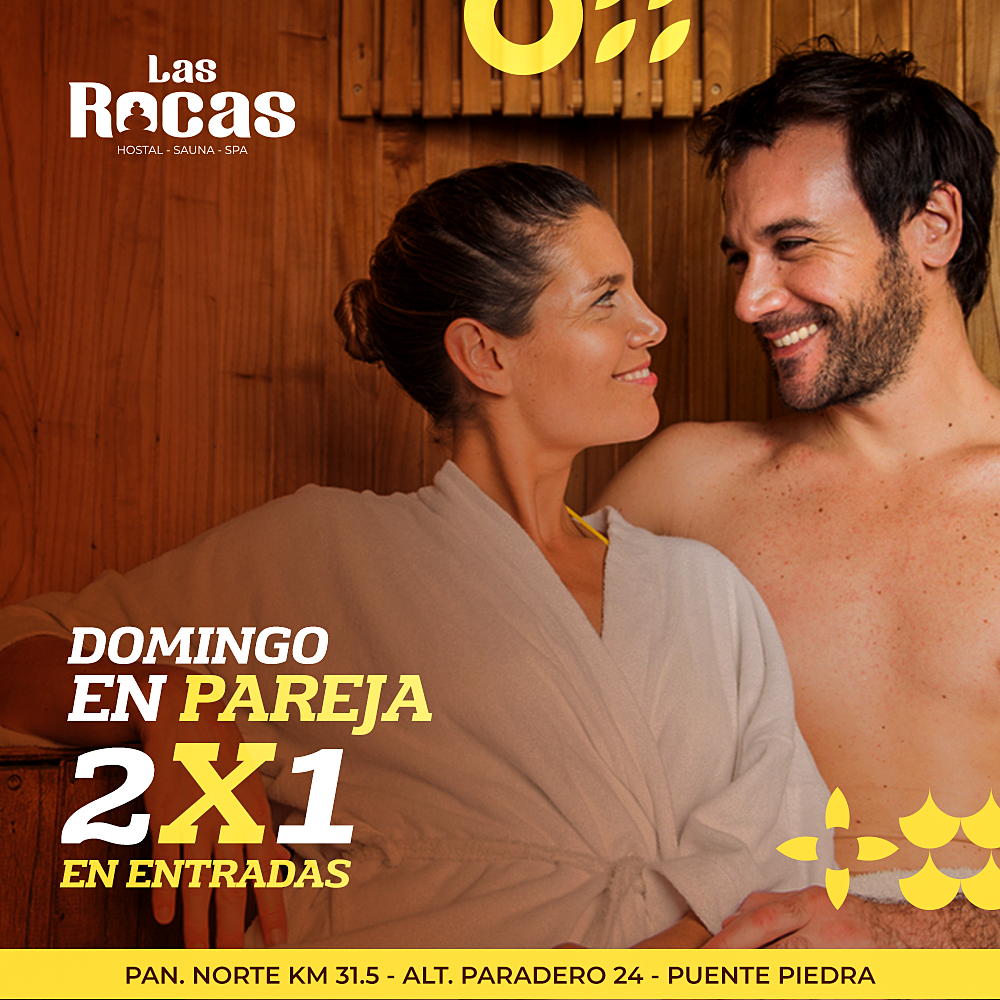 Las
Rocas
HOSTAL - SAUNA - SPA
DOMINGO
EN PAREJA
2X1
EN ENTRADAS
PAN. NORTE KM 31.5 - ALT. PARADERO 24 - PUENTE PIEDRA